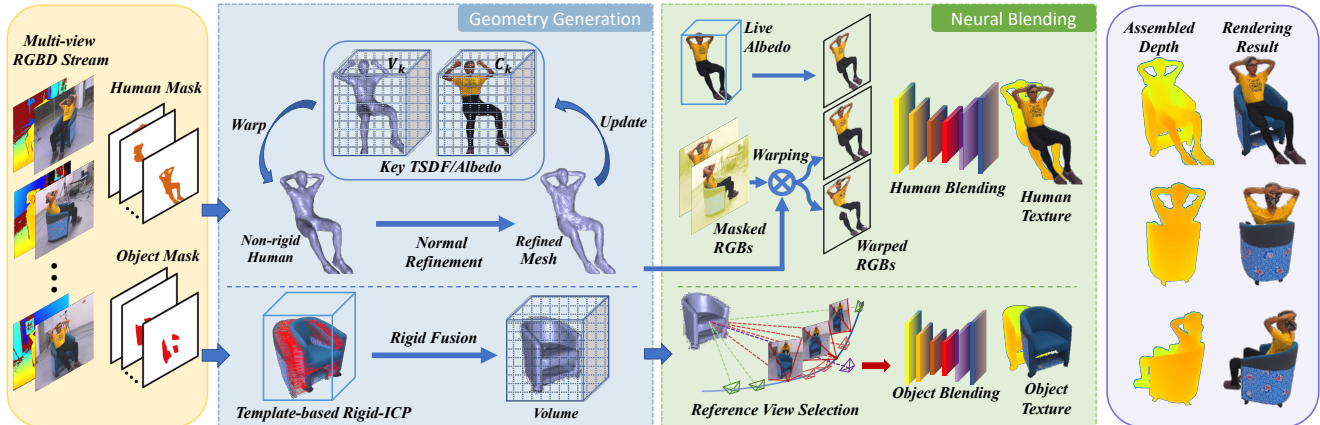 Multi-view
RGBD Stream
Human Mask
Object Mask
Geometry Generation
V_k
C_k
Warp
Update
Key TSDF/Albedo
Non-rigid
Human
Normal
Refinement
Refined
Mesh
Template-based Rigid-ICP
Rigid Fusion
Volume
Neural Blending
Live
Albedo
Warping
Masked
RGBs
Warped
RGBs
Human Blending
Human
Texture
Reference View Selection
Object Blending
Object
Texture
Assembled
Depth
Rendering
Result